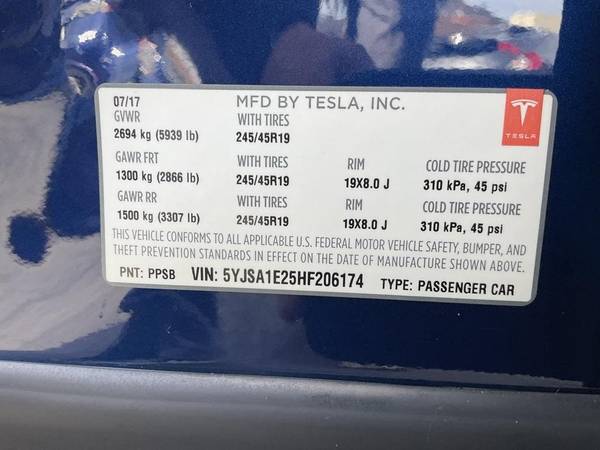 07/17 MFD BY TESLA, INC.
GVWR WITH TIRES
2694 kg (5939 lb) 245/45R19
GAWR FRT WITH TIRES RIM COLD TIRE PRESSURE
1300 kg (2866 lb) 245/45R19 19X8.0 J 310 kPa, 45 psi
GAWR RR WITH TIRES RIM COLD TIRE PRESSURE
1500 kg (3307 lb) 245/45R19 19X8.0 J 310 kPa, 45 psi
THIS VEHICLE CONFORMS TO ALL APPLICABLE U.S. FEDERAL MOTOR VEHICLE SAFETY, BUMPER, AND
THEFT PREVENTION STANDARDS IN EFFECT ON THE DATE OF MANUFACTURE SHOWN ABOVE.
PNT: PPSB VIN: 5YJSA1E25HF206174 TYPE: PASSENGER CAR
TESLA